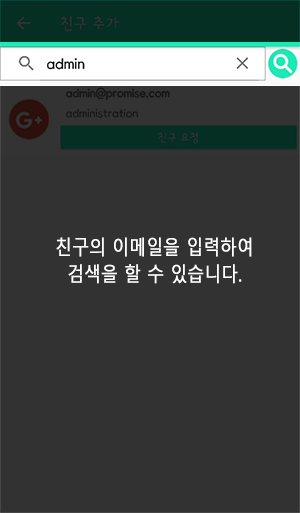 친구 추가
admin
admin@promise.com
administration
G+
친구 요청
친구의 이메일을 입력하여
검색을 할 수 있습니다.